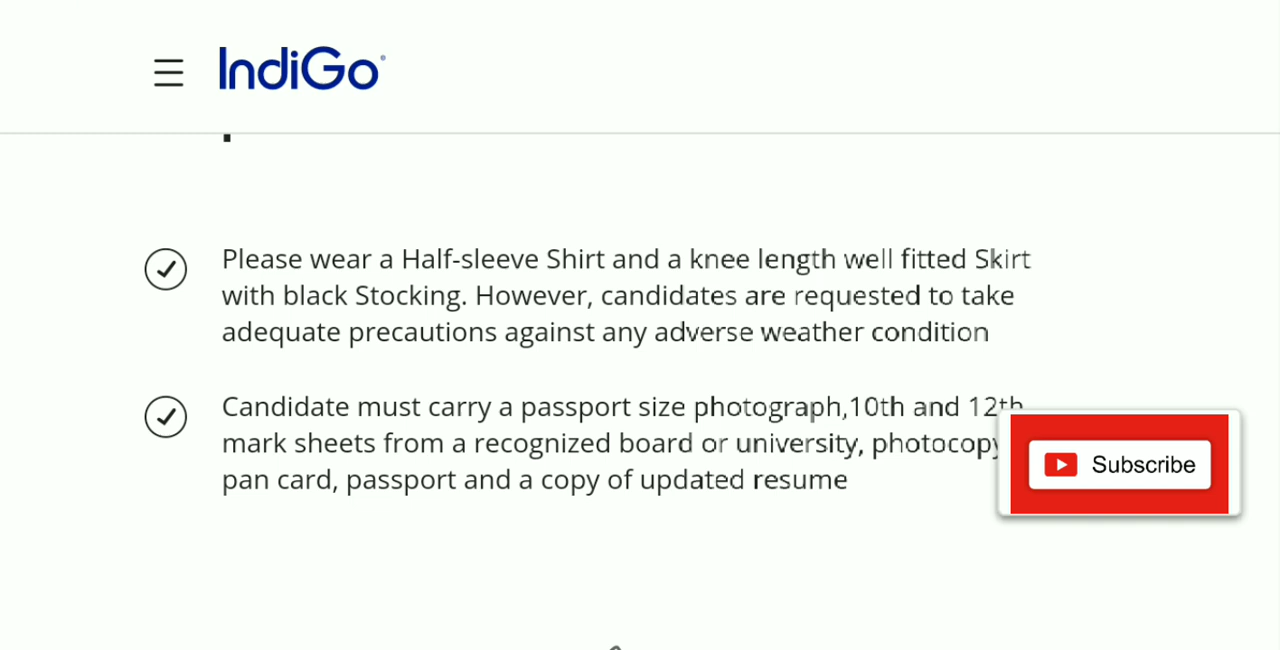 IndiGo
Please wear a Half-sleeve Shirt and a knee length well fitted Skirt
with black Stocking. However, candidates are requested to take
adequate precautions against any adverse weather condition
Candidate must carry a passport size photograph,10th and 12th
mark sheets from a recognized board or university, photocopy
pan card, passport and a copy of updated resume
Subscribe